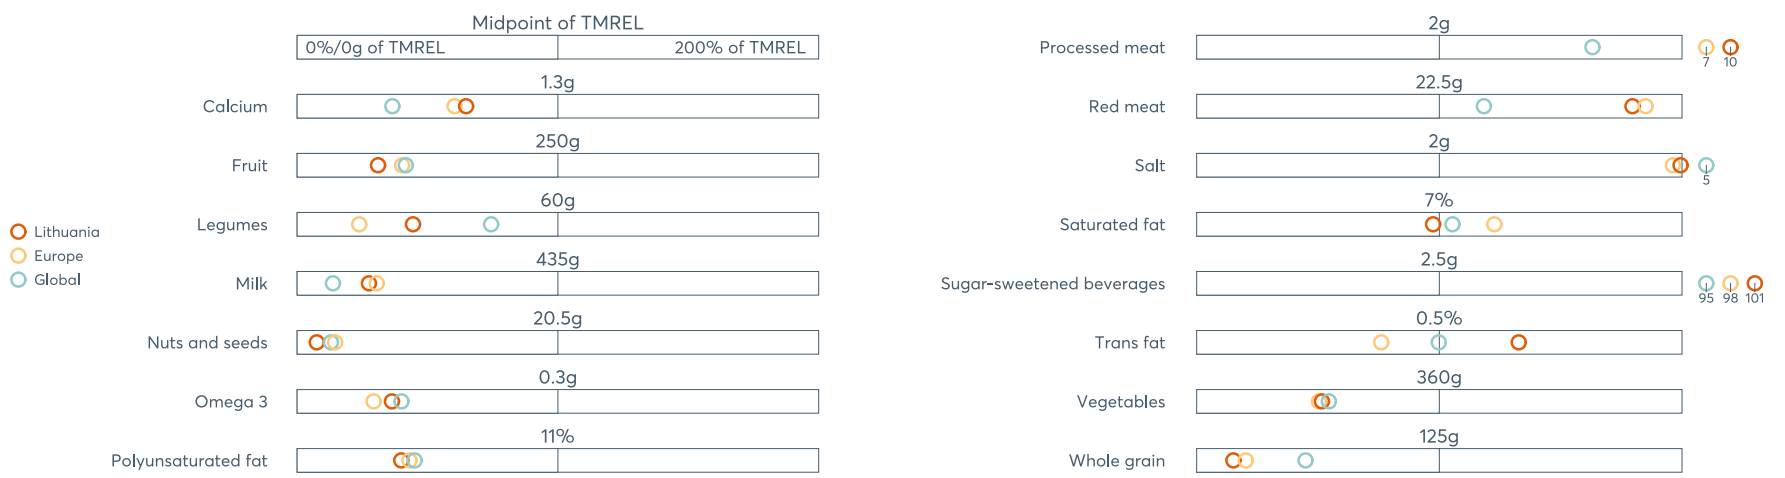 Midpoint of TMREL
0%/0g of TMREL 200% of TMREL
1.3g
Calcium
250g
Fruit
60g
Legumes
435g
Milk
20.5g
Nuts and seeds
0.3g
Omega 3
11%
Polyunsaturated fat
Lithuania
Europe
Global
2g
Processed meat
7 10
22.5g
Red meat
2g
Salt
5
7%
Saturated fat
2.5g
Sugar-sweetened beverages
95 98 101
0.5%
Trans fat
360g
Vegetables
125g
Whole grain